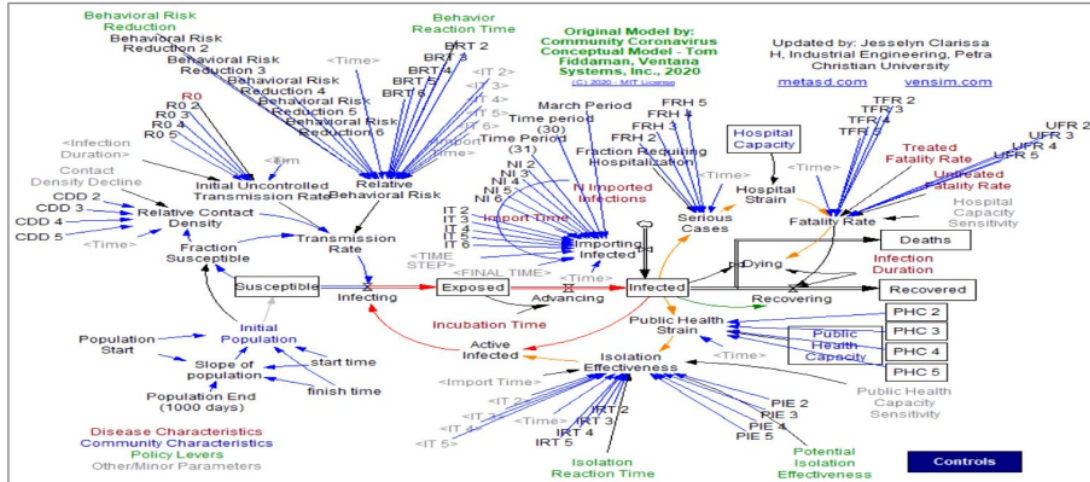 Behavioral Risk
Reduction
Behavioral Risk
Reduction 2
Behavioral Risk
Reduction 3
Behavioral Risk
Reduction 4
Behavioral Risk
Reduction 5
Behavioral Risk
Reduction 6
Behavior
Reaction Time
BRT 2
BRT 3
BRT 4
BRT 5
BRT 6
<Time>
<IT 2>
<IT 3>
<IT 4>
<IT 5>
<IT 6>
Original Model by:
Community Coronavirus
Conceptual Model - Tom
Fiddaman, Ventana
Systems, Inc., 2020
(C) 2020 - MIT License
Updated by: Jesselyn Clarissa
H, Industrial Engineering, Petra
Christian University
metasd.com
vensim.com
R0
R0 2
R0 3
R0 4
R0 5
<Infection
Duration>
Contact
Density Decline
CDD 2
CDD 3
CDD 4
CDD 5
<Time>
Relative Contact
Density
Initial Uncontrolled
Transmission Rate
Relative
Behavioral Risk
Fraction
Susceptible
Transmission
Rate
March Period
Time period
(30)
Time Period
(31)
NI 2
NI 3
NI 4
NI 5
NI 6
N Imported
Infections
Import Time
IT 2
IT 3
IT 4
IT 5
IT 6
<TIME
STEP>
<FINAL TIME>
Importing
Infected
<Time>
FRH 5
FRH 4
FRH 3
FRH 2
Fraction Requiring
Hospitalization
<Time>
Serious
Cases
Hospital
Capacity
Hospital
Strain
<Time>
TFR 2
TFR 3
TFR 4
TFR 5
UFR 2
UFR 3
UFR 4
UFR 5
Treated
Fatality Rate
Untreated
Fatality Rate
Fatality Rate
Hospital
Capacity
Sensitivity
Deaths
Dying
Infection
Duration
Susceptible
Infecting
Exposed
Advancing
Infected
Recovering
Recovered
Incubation Time
Active
Infected
Population
Start
Initial
Population
Slope of
population
start time
finish time
Population End
(1000 days)
Public Health
Strain
<Time>
Public
Health
Capacity
PHC 2
PHC 3
PHC 4
PHC 5
Isolation
Effectiveness
Public Health
Capacity
Sensitivity
<Import Time>
<IT 2>
<IT 3>
<IT 4>
<IT 5>
<Time>
IRT 2
IRT 3
IRT 4
IRT 5
Isolation
Reaction Time
PIE 2
PIE 3
PIE 4
PIE 5
Potential
Isolation
Effectiveness
Disease Characteristics
Community Characteristics
Policy Levers
Other/Minor Parameters
Controls